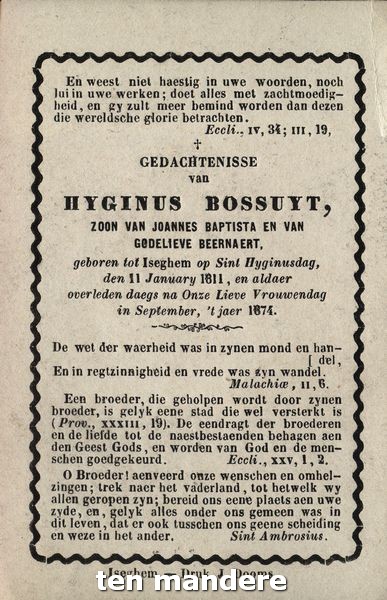 En weest niet haestig in uwe woorden, noch
lui in uwe werken; doet alles met zachtmoedig-
heid, en gy zult meer bemind worden dan dezen
die wereldsche glorie betrachten.
Eccli., IV, 34; III, 19,
†
GEDACHTENISSE
van
HYGINUS BOSSUYT,
ZOON VAN JOANNES BAPTISTA EN VAN
GODELIEVE BEERNAERT,
geboren tot Iseghem op Sint Hyginusdag,
den 11 January 1811, en aldaer
overleden daegs na Onze Lieve Vrouwendag
in September, 't jaer 1874.
De wet der waerheid was in zynen mond en han-
[ del,
En in regtzinnigheid en vrede was zyn wandel.
Malachiæ, II, 6.
Een broeder, die geholpen wordt door zynen
broeder, is gelyk eene stad die wel versterkt is
(Prov., XXXIII, 19). De eendragt der broederen
en de liefde tot de naestbestaenden behagen aen
den Geest Gods, en worden van God en de men-
schen goedgekeurd. Eccli., XXV, 1, 2.
O Broeder! aenveerd onze wenschen en omhel-
zingen; trek naer het vaderland, tot hetwelk wy
allen geropen zyn; bereid ons eene plaets aen uwe
zyde, en, gelyk alles onder ons gemeen was in
dit leven, dat er ook tusschen ons geene scheiding
en weze in het ander. Sint Ambrosius.
Iseghem — Druk J. Dooms
ten mandere